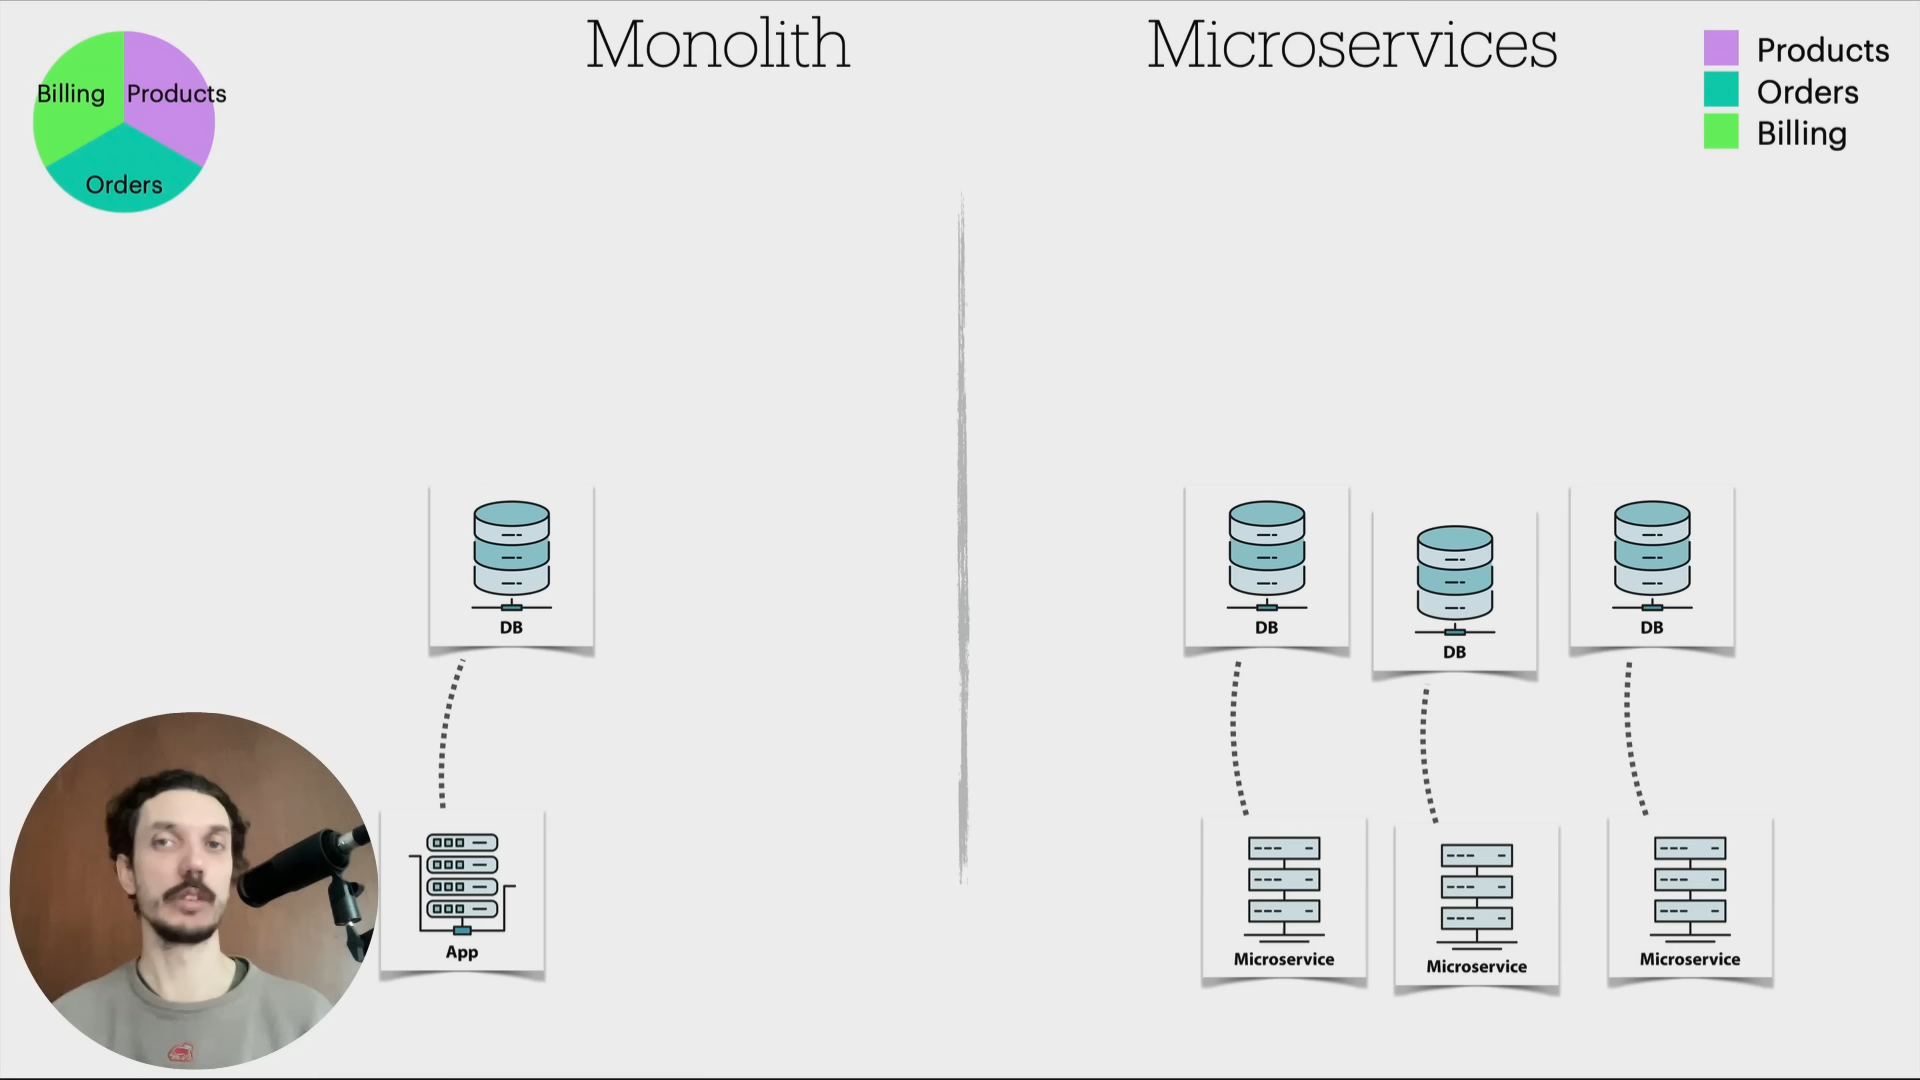 Monolith
Microservices
Billing
Products
Orders
Products
Orders
Billing
DB
App
DB
DB
DB
Microservice
Microservice
Microservice